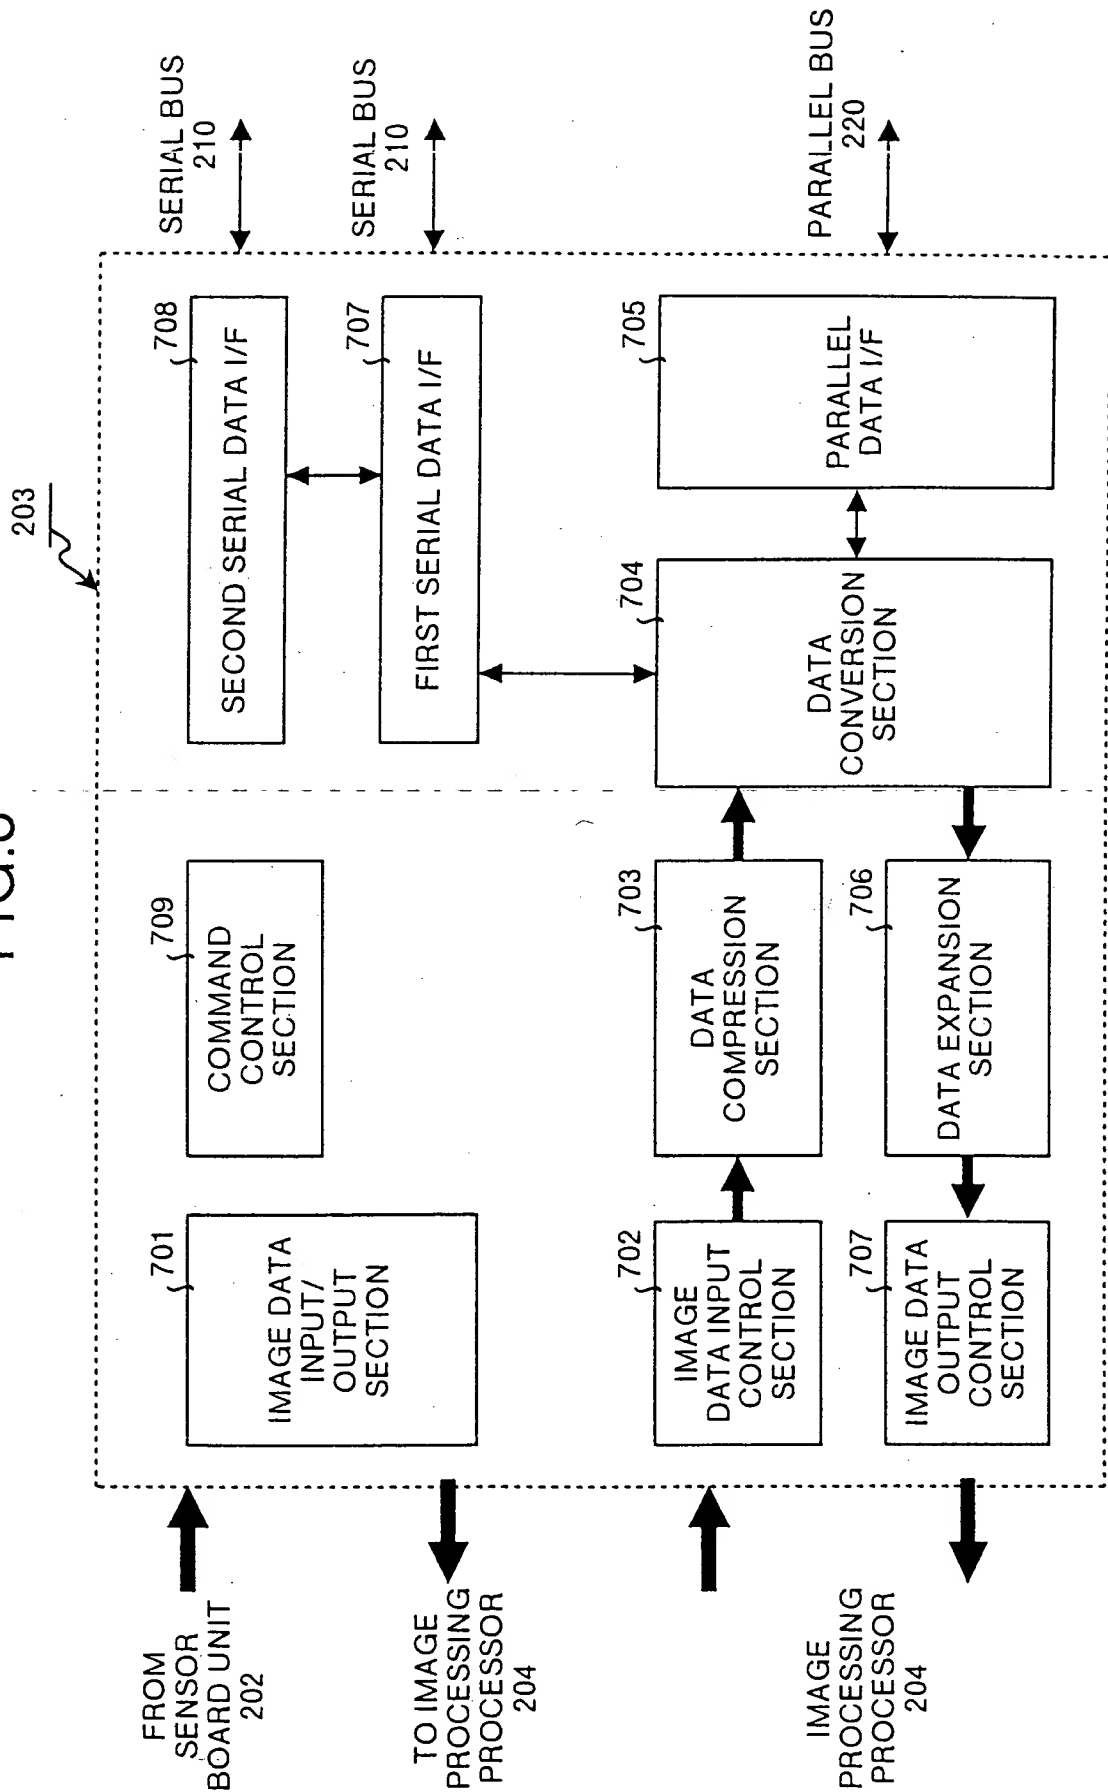 203
SERIAL BUS
210
SERIAL BUS
210
PARALLEL BUS
220
708
SECOND SERIAL DATA I/F
707
FIRST SERIAL DATA I/F
705
PARALLEL
DATA I/F
704
DATA
CONVERSION
SECTION
709
COMMAND
CONTROL
SECTION
703
DATA
COMPRESSION
SECTION
706
DATA EXPANSION
SECTION
701
IMAGE DATA
INPUT/
OUTPUT
SECTION
702
IMAGE
DATA INPUT
CONTROL
SECTION
707
IMAGE DATA
OUTPUT
CONTROL
SECTION
FROM
SENSOR
BOARD UNIT
202
TO IMAGE
PROCESSING
PROCESSOR
204
IMAGE
PROCESSING
PROCESSOR
204